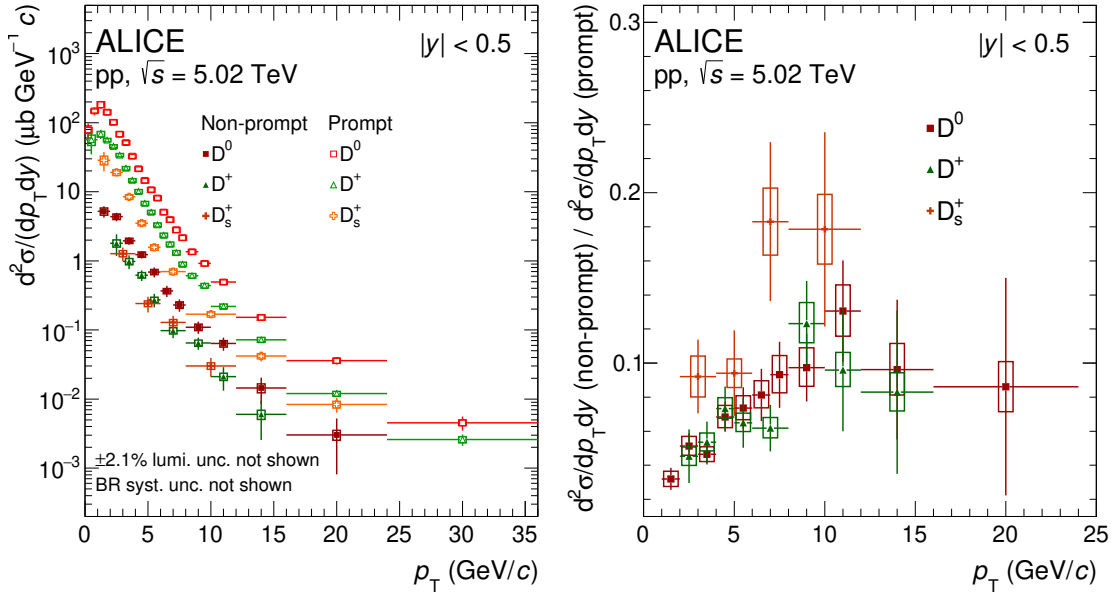 ALICE
|y| < 0.5
pp, √s = 5.02 TeV
Non-prompt Prompt
D⁰ D⁰
D⁺ D⁺
Dₛ⁺ Dₛ⁺
±2.1% lumi. unc. not shown
BR syst. unc. not shown
d²σ/(dp_T dy) (μb GeV⁻¹ c)
10³
10²
10
1
10⁻¹
10⁻²
10⁻³
0 5 10 15 20 25 30 35
p_T (GeV/c)
ALICE
|y| < 0.5
pp, √s = 5.02 TeV
D⁰
D⁺
Dₛ⁺
d²σ/dp_T dy (non-prompt) / d²σ/dp_T dy (prompt)
0.3
0.2
0.1
0 5 10 15 20 25
p_T (GeV/c)